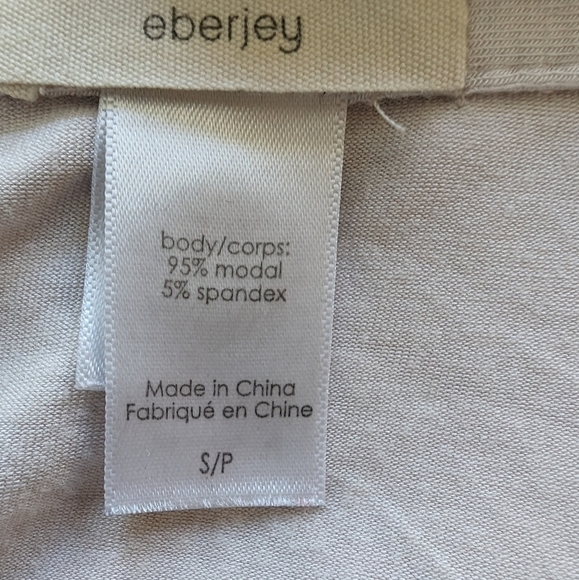 eberjey
body/corps:
95% modal
5% spandex
Made in China
Fabriqué en Chine
S/P